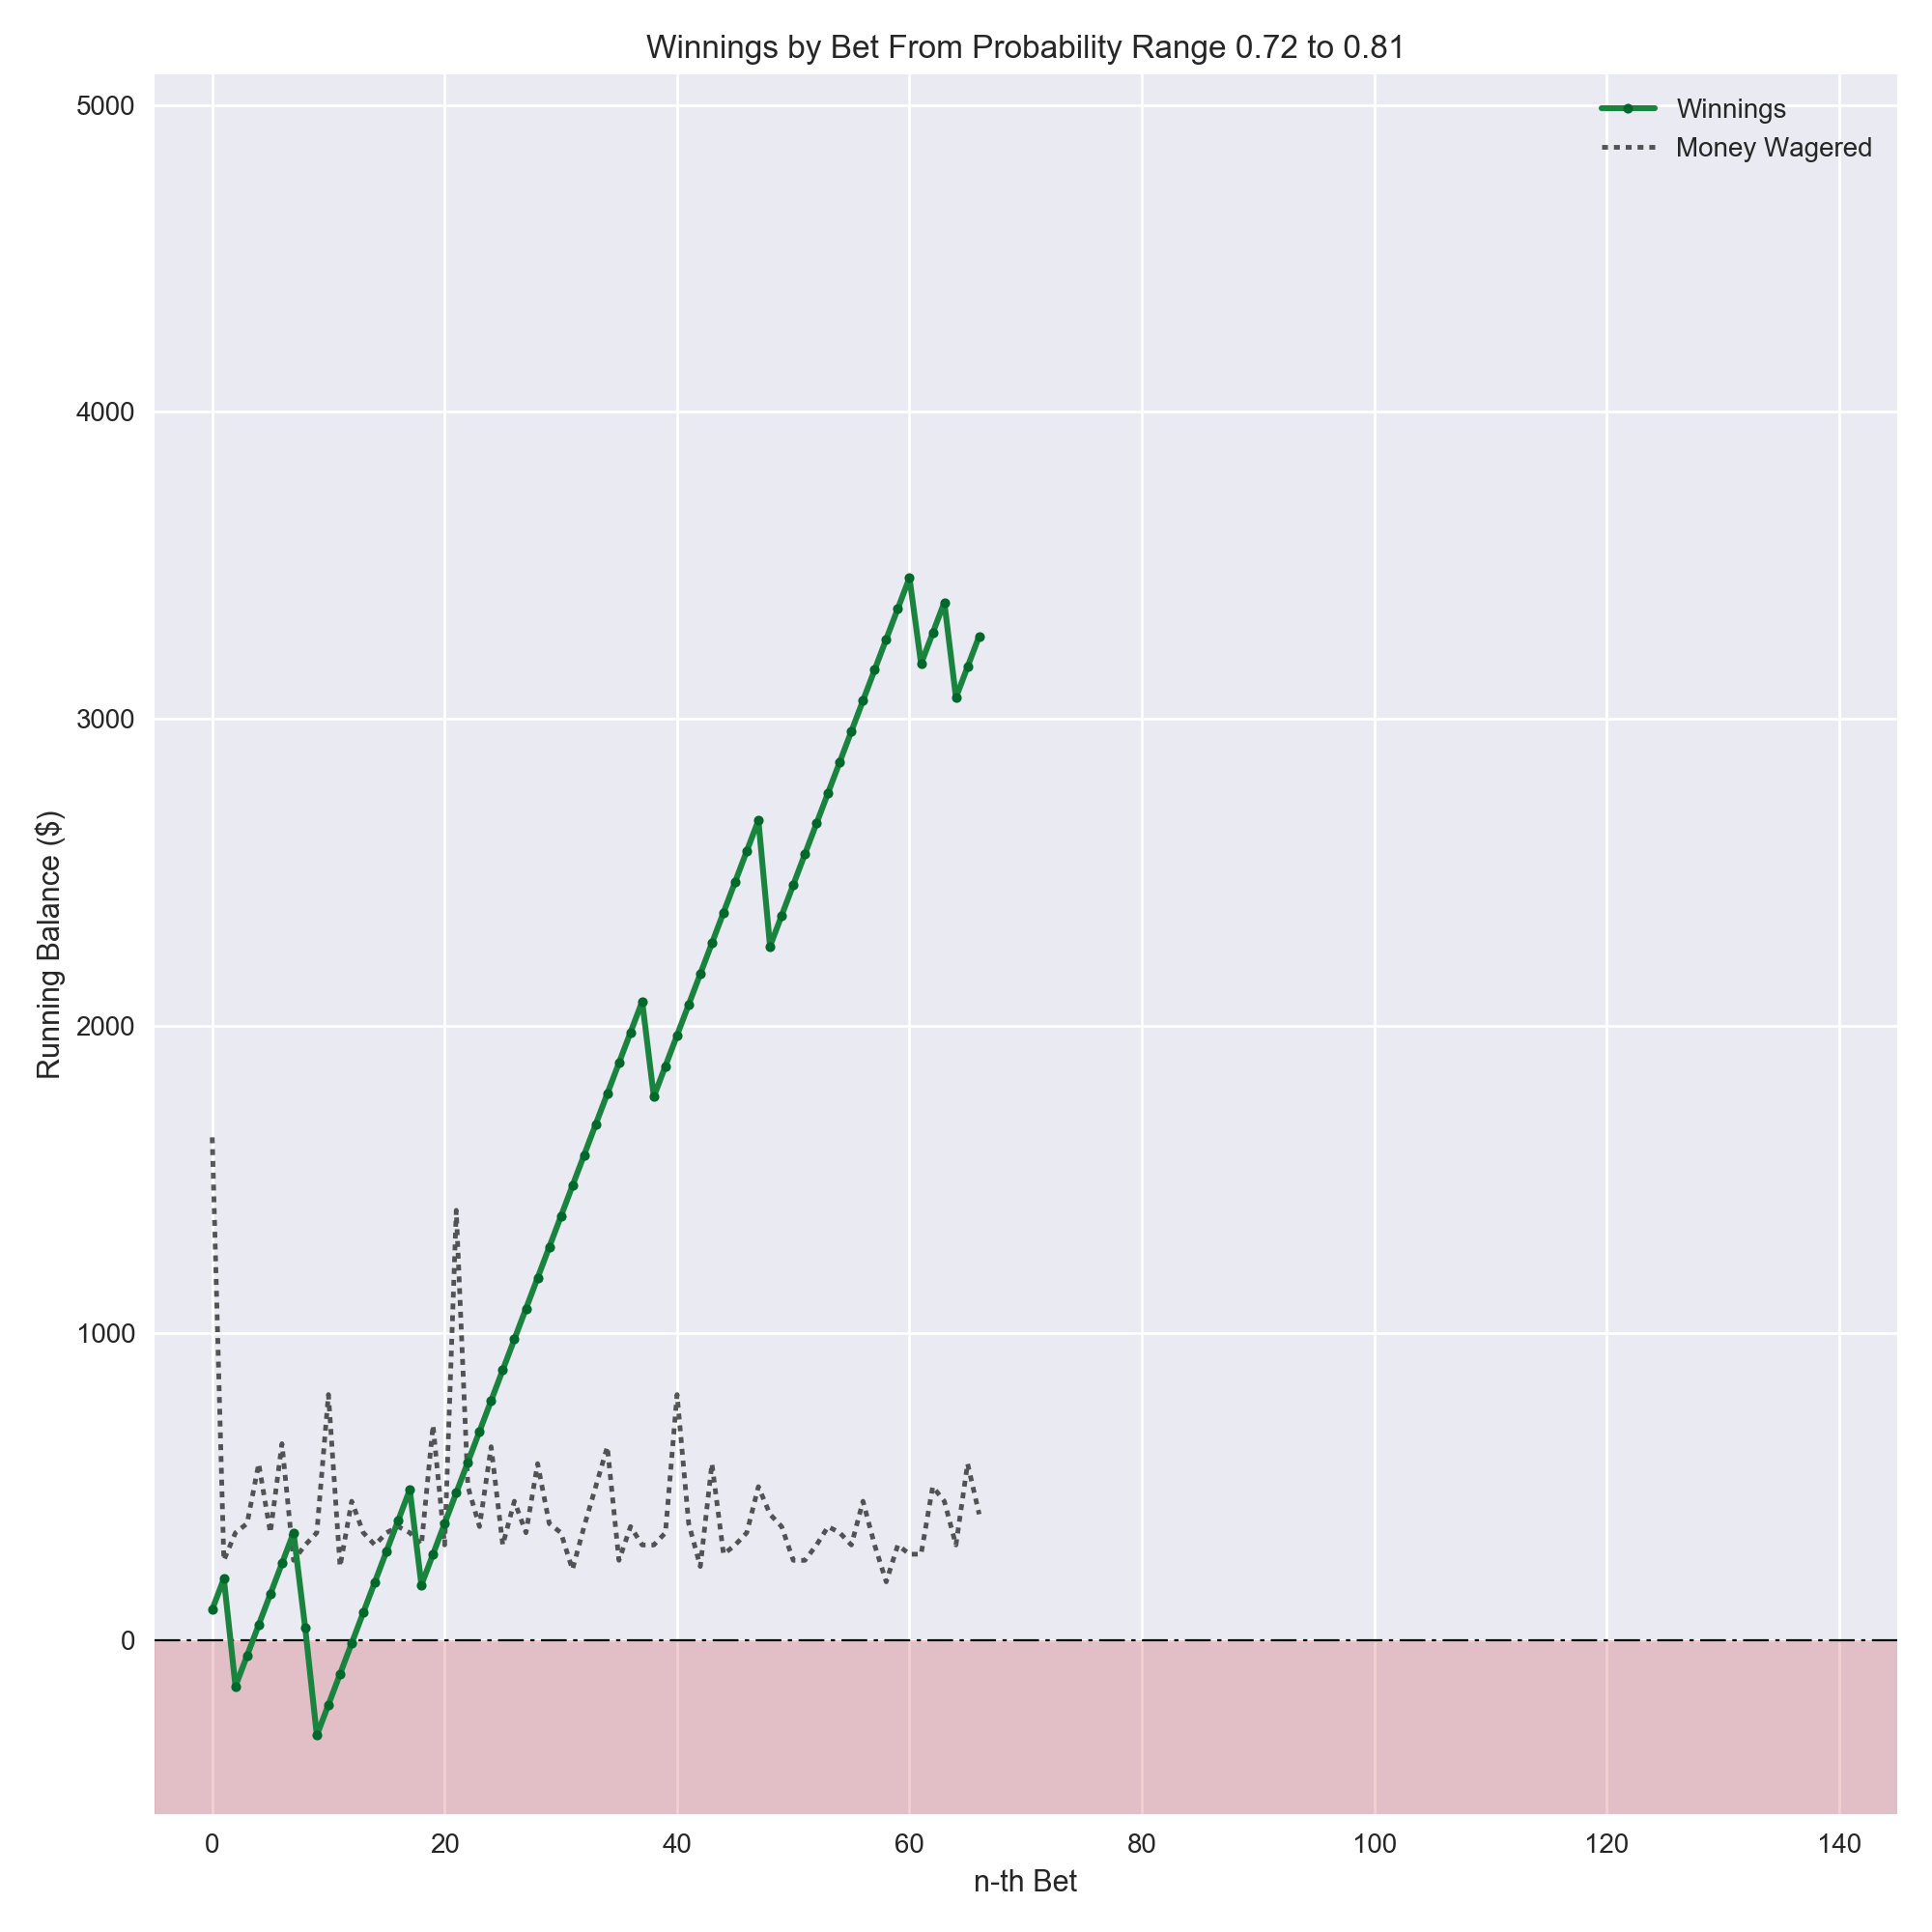 Winnings by Bet From Probability Range 0.72 to 0.81
Winnings
Money Wagered
Running Balance ($)
5000
4000
3000
2000
1000
0
0 20 40 60 80 100 120 140
n-th Bet